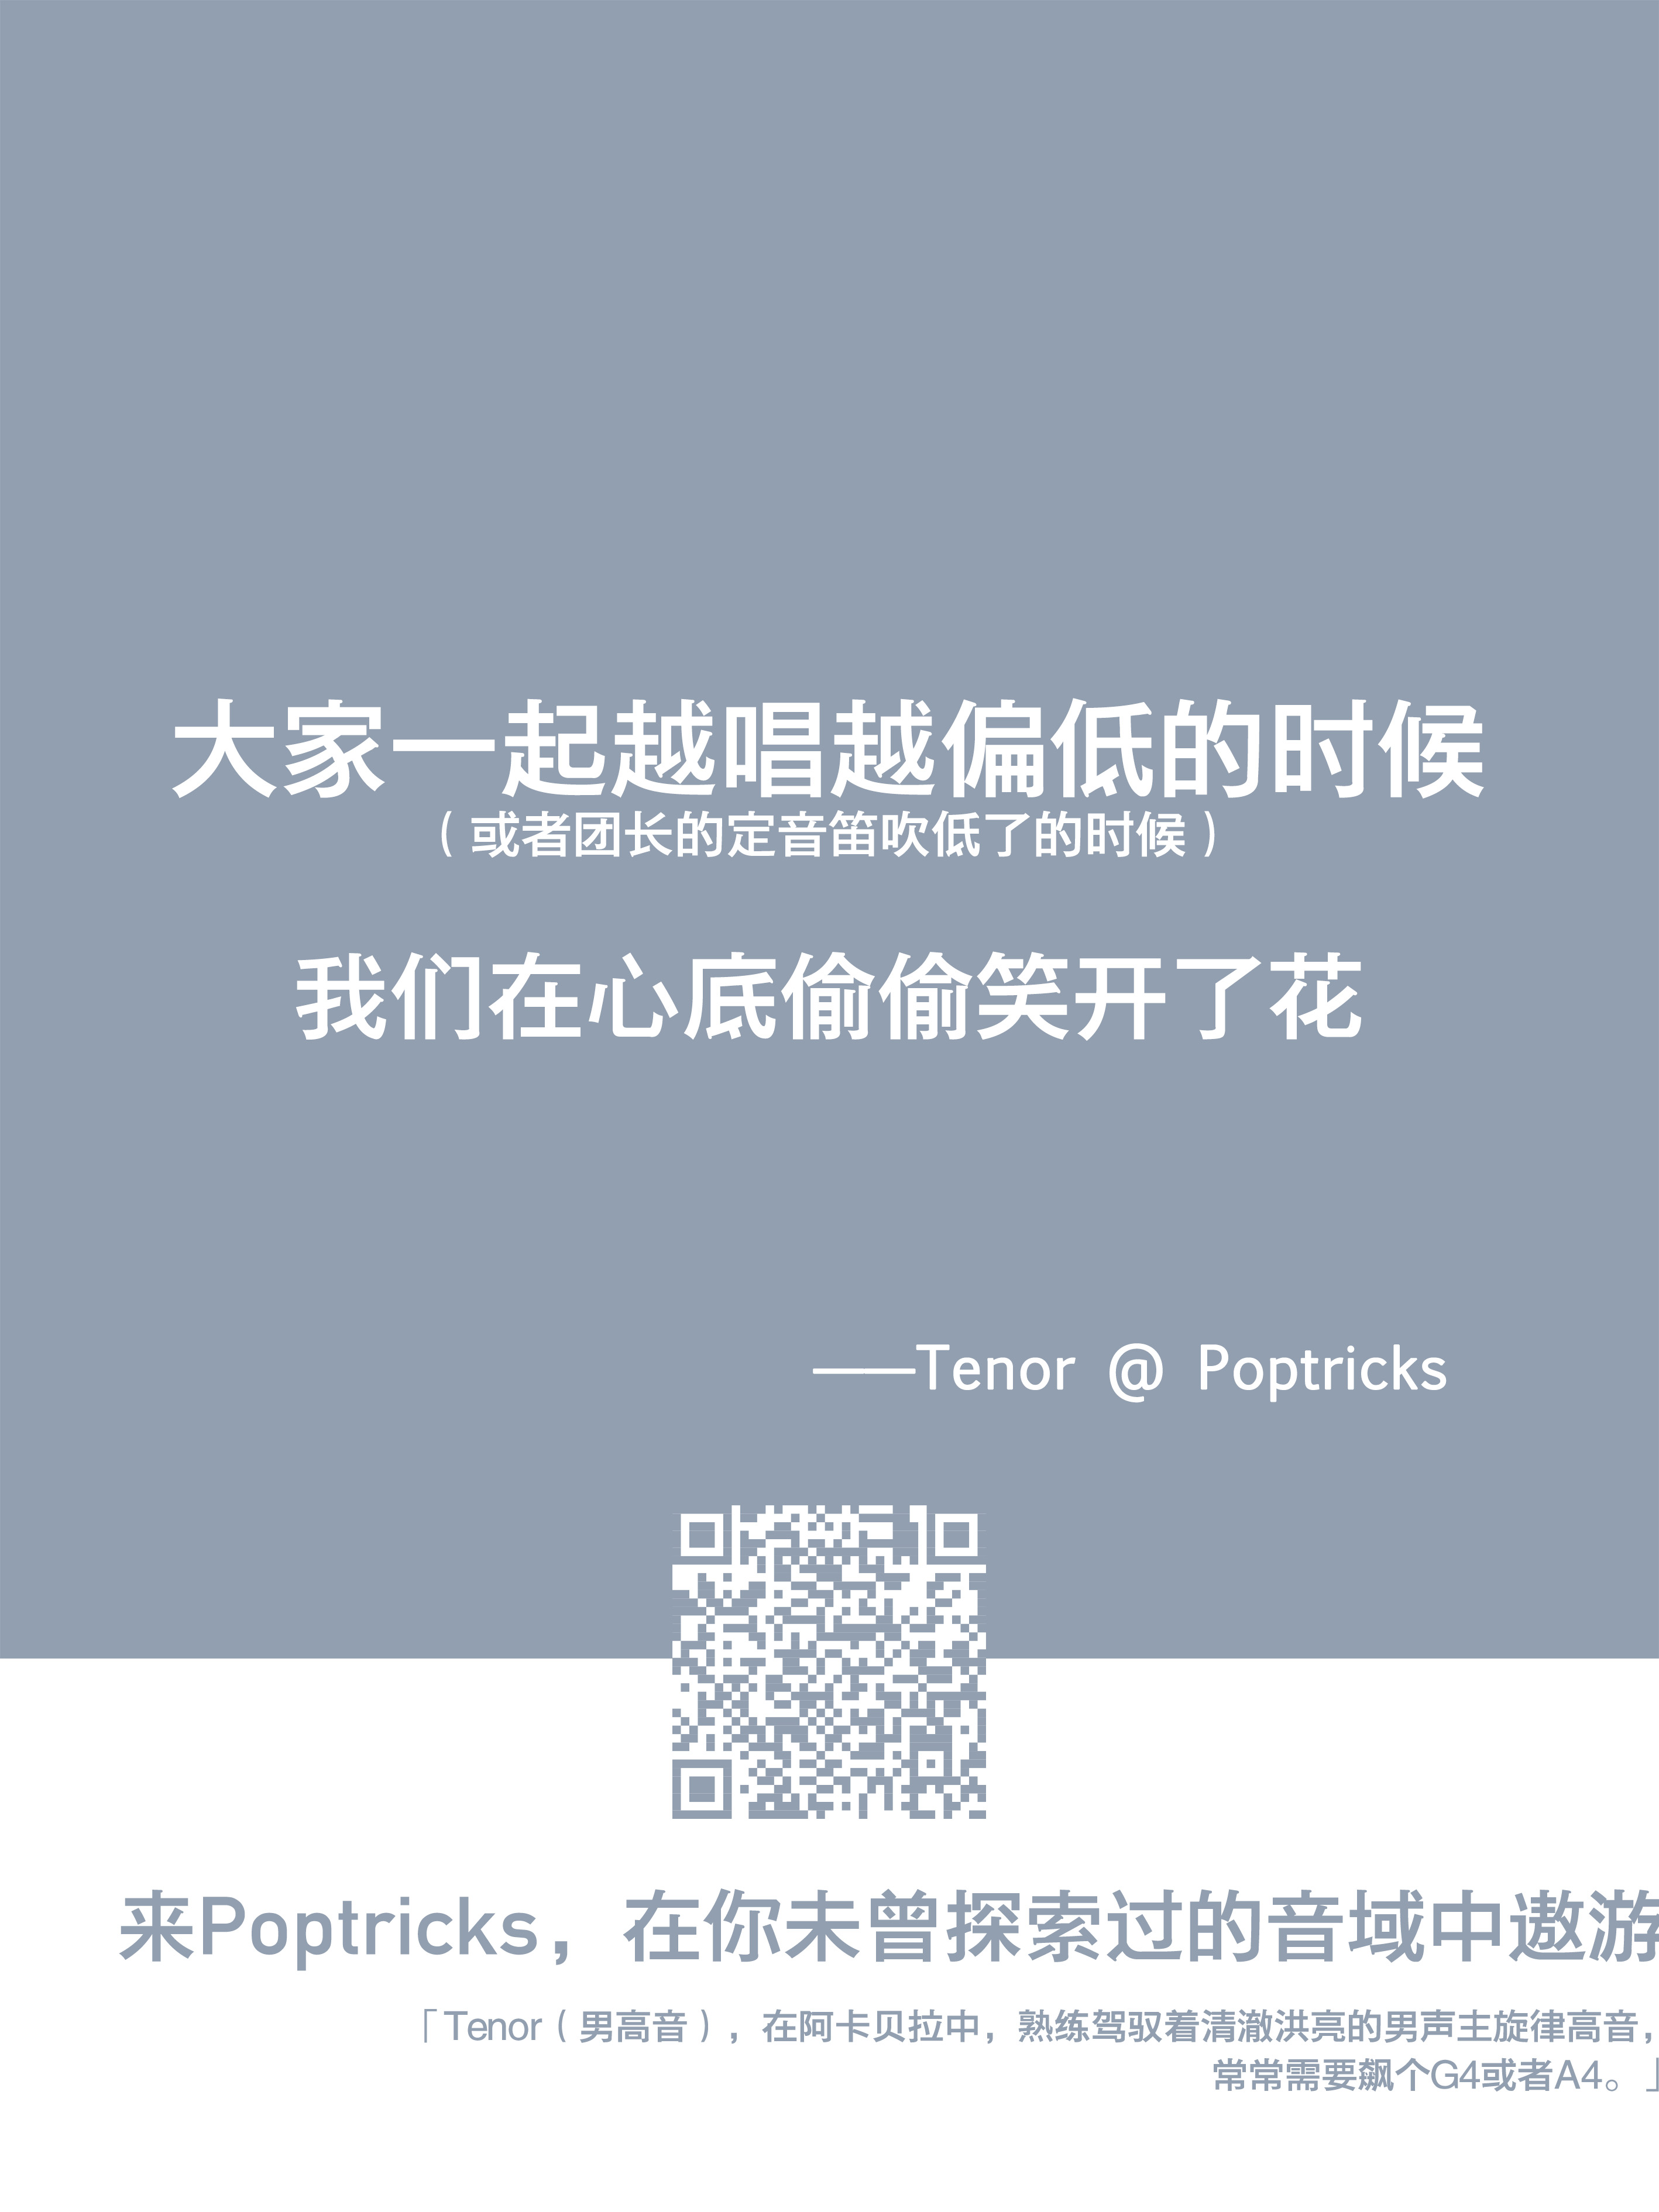 大家一起越唱越偏低的时候
（或者团长的定音笛吹低了的时候）
我们在心底偷偷笑开了花
——Tenor @ Poptricks
来Poptricks，在你未曾探索过的音域中遨游
「Tenor（男高音），在阿卡贝拉中，熟练驾驭着清澈洪亮的男声主旋律高音，
常常需要飙个G4或者A4。」